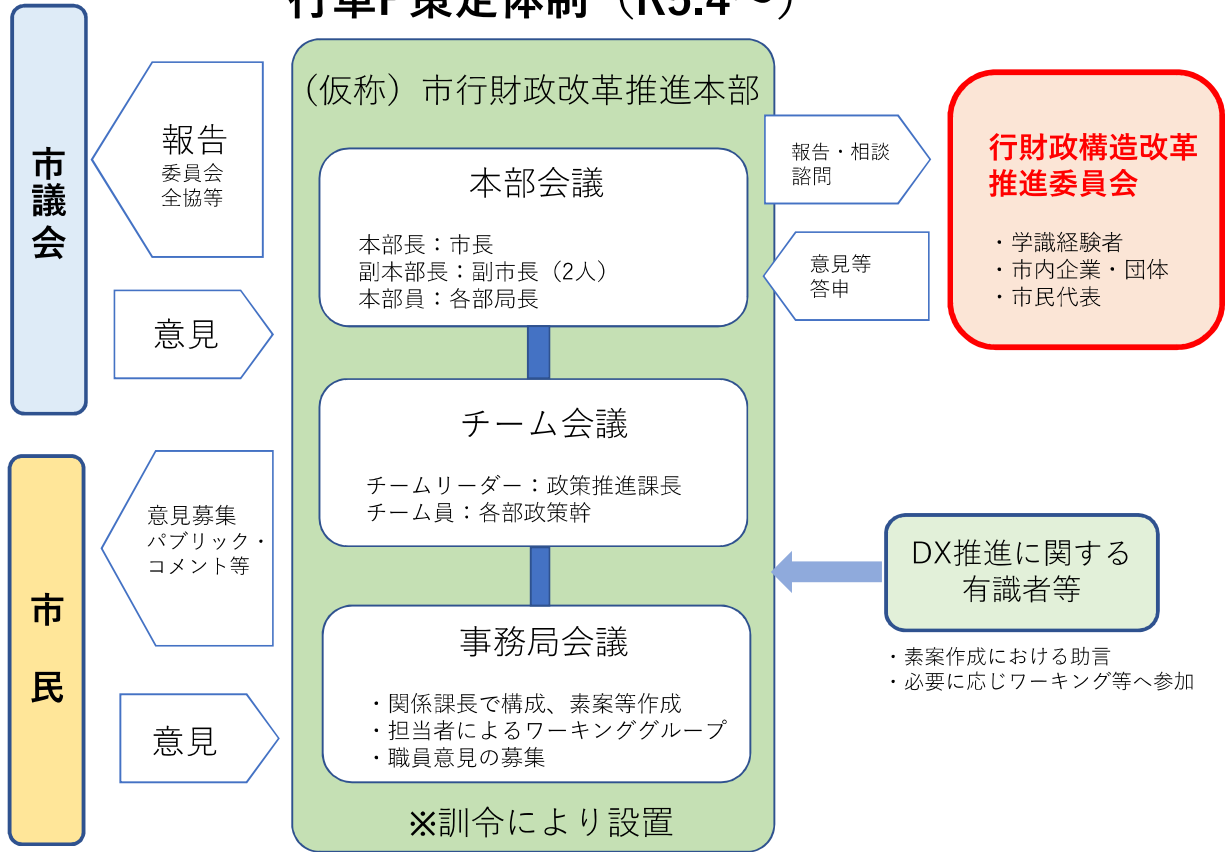 行革P策定体制（R5.4～）
市議会
報告
委員会
全協等
意見
市民
意見募集
パブリック・
コメント等
意見
（仮称）市行財政改革推進本部
本部会議
本部長：市長
副本部長：副市長（2人）
本部員：各部局長
チーム会議
チームリーダー：政策推進課長
チーム員：各部政策幹
事務局会議
・関係課長で構成、素案等作成
・担当者によるワーキンググループ
・職員意見の募集
※訓令により設置
報告・相談
諮問
意見等
答申
行財政構造改革
推進委員会
・学識経験者
・市内企業・団体
・市民代表
DX推進に関する
有識者等
・素案作成における助言
・必要に応じワーキング等へ参加